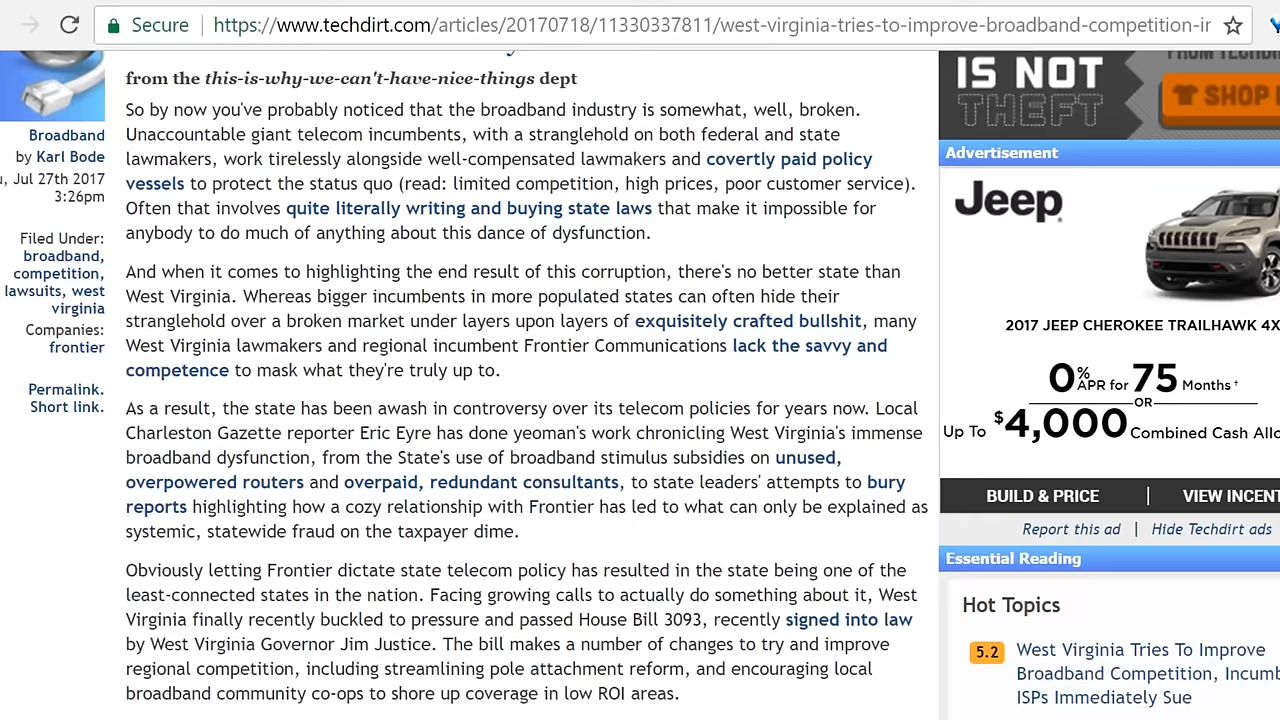 Secure
https://www.techdirt.com/articles/20170718/11330337811/west-virginia-tries-to-improve-broadband-competition-ir
from the this-is-why-we-can't-have-nice-things dept
Broadband
by Karl Bode
Jul 27th 2017
3:26pm
Filed Under:
broadband,
competition,
lawsuits, west
virginia
Companies:
frontier
Permalink.
Short link.
So by now you've probably noticed that the broadband industry is somewhat, well, broken.
Unaccountable giant telecom incumbents, with a stranglehold on both federal and state
lawmakers, work tirelessly alongside well-compensated lawmakers and covertly paid policy
vessels to protect the status quo (read: limited competition, high prices, poor customer service).
Often that involves quite literally writing and buying state laws that make it impossible for
anybody to do much of anything about this dance of dysfunction.
And when it comes to highlighting the end result of this corruption, there's no better state than
West Virginia. Whereas bigger incumbents in more populated states can often hide their
stranglehold over a broken market under layers upon layers of exquisitely crafted bullshit, many
West Virginia lawmakers and regional incumbent Frontier Communications lack the savvy and
competence to mask what they're truly up to.
As a result, the state has been awash in controversy over its telecom policies for years now. Local
Charleston Gazette reporter Eric Eyre has done yeoman's work chronicling West Virginia's immense
broadband dysfunction, from the State's use of broadband stimulus subsidies on unused,
overpowered routers and overpaid, redundant consultants, to state leaders' attempts to bury
reports highlighting how a cozy relationship with Frontier has led to what can only be explained as
systemic, statewide fraud on the taxpayer dime.
Obviously letting Frontier dictate state telecom policy has resulted in the state being one of the
least-connected states in the nation. Facing growing calls to actually do something about it, West
Virginia finally recently buckled to pressure and passed House Bill 3093, recently signed into law
by West Virginia Governor Jim Justice. The bill makes a number of changes to try and improve
regional competition, including streamlining pole attachment reform, and encouraging local
broadband community co-ops to shore up coverage in low ROI areas.
IS NOT
THEFT
SHOP
Advertisement
Jeep
2017 JEEP CHEROKEE TRAILHAWK 4X
0% APR for 75 Months †
OR
Up To $4,000 Combined Cash Allo
BUILD & PRICE | VIEW INCENT
Report this ad | Hide Techdirt ads
Essential Reading
Hot Topics
5.2 West Virginia Tries To Improve
Broadband Competition, Incumb
ISPs Immediately Sue